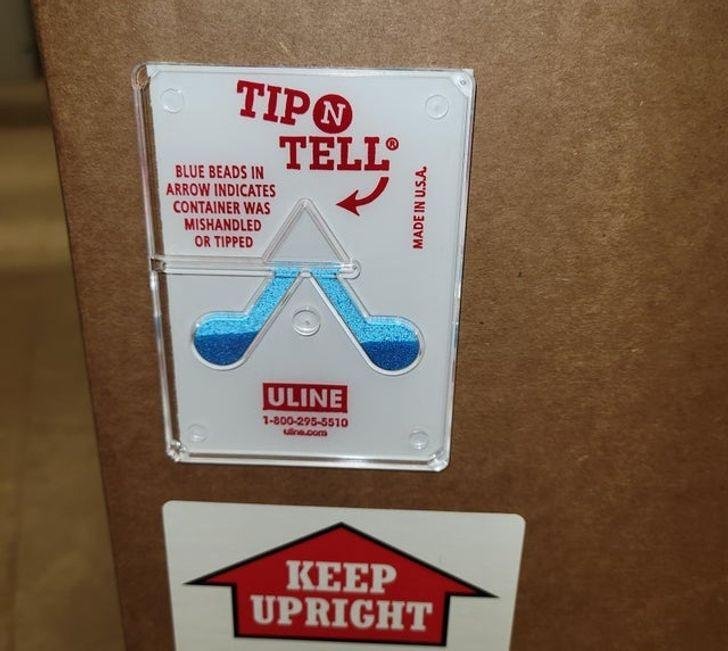 TIP N
TELL®
BLUE BEADS IN
ARROW INDICATES
CONTAINER WAS
MISHANDLED
OR TIPPED
MADE IN U.S.A.
ULINE
1-800-295-5510
uline.com
KEEP
UPRIGHT